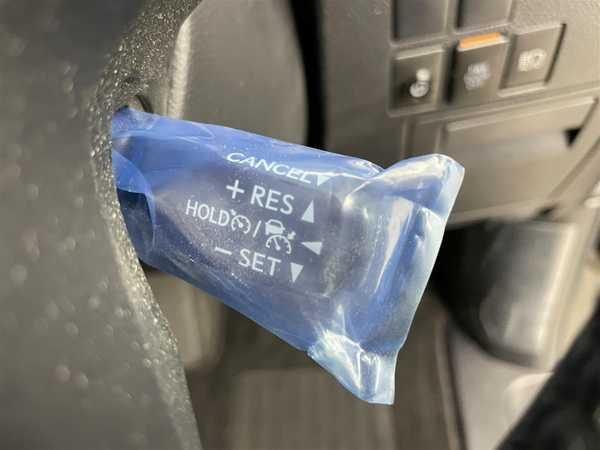 CANCEL
+ RES
HOLD /
- SET